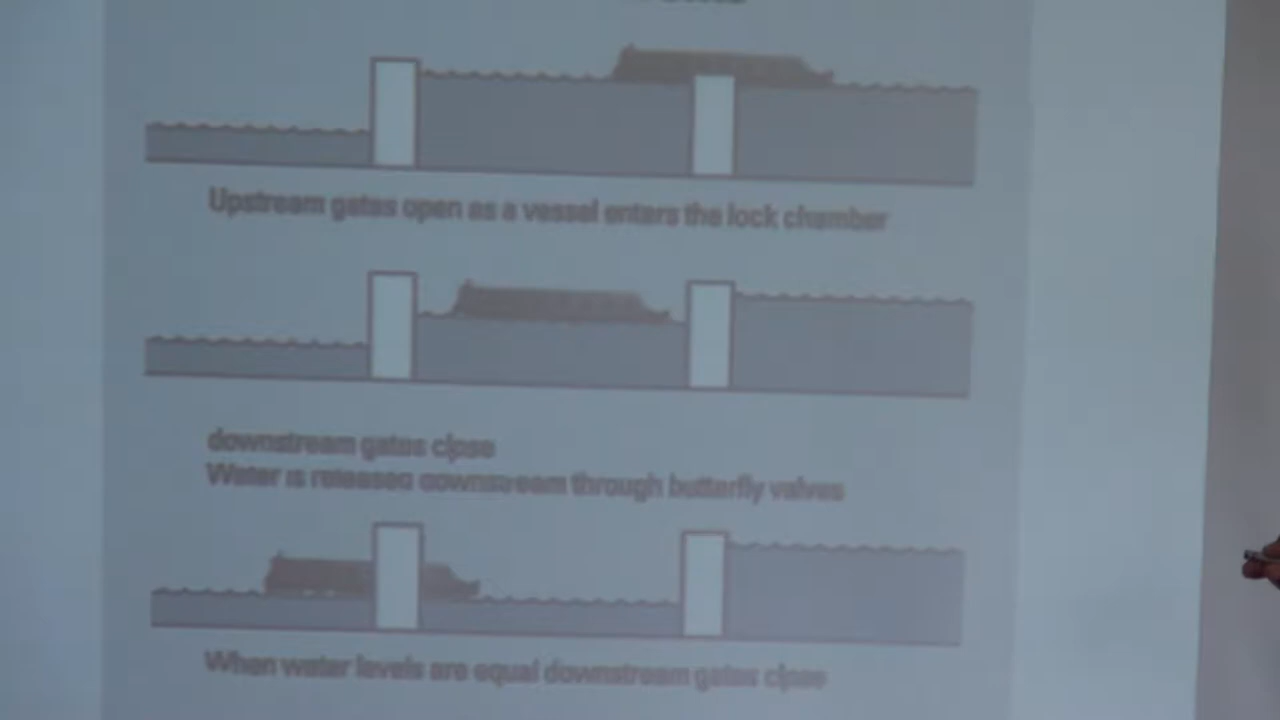 Upstream gates open as a vessel enters the lock chamber
downstream gates close
Water is released downstream through butterfly valves
When water levels are equal downstream gates close